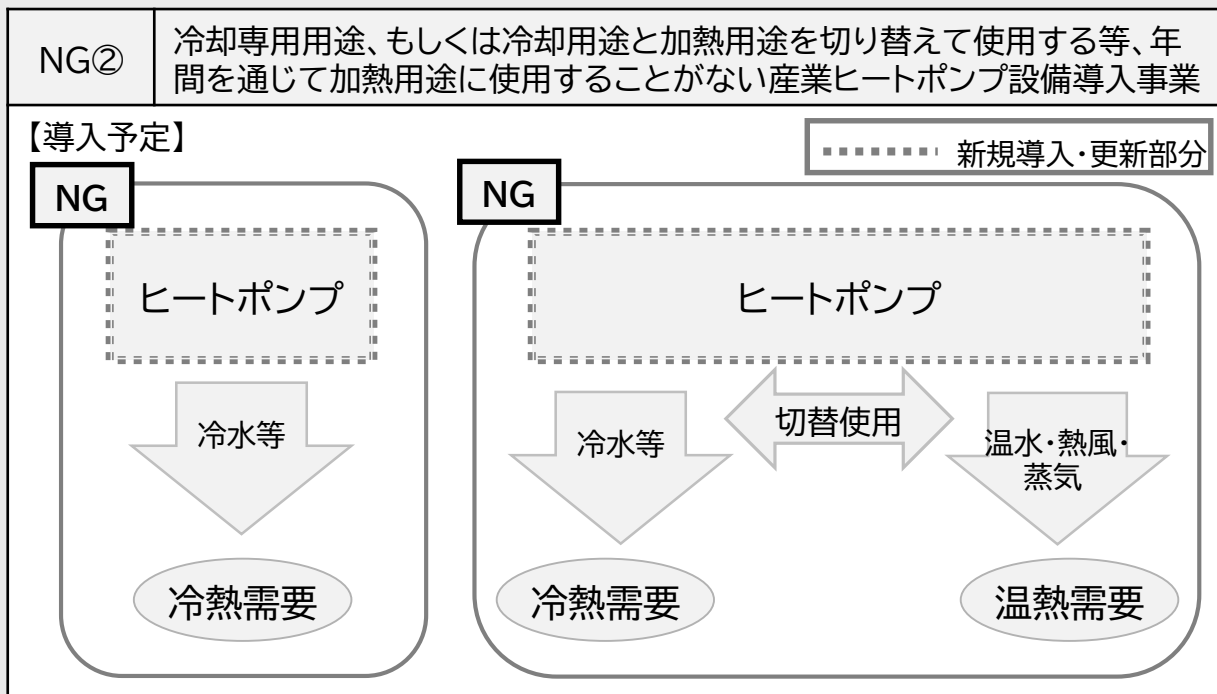 NG②
冷却専用用途、もしくは冷却用途と加熱用途を切り替えて使用する等、年
間を通じて加熱用途に使用することがない産業ヒートポンプ設備導入事業
【導入予定】
新規導入・更新部分
NG
ヒートポンプ
冷水等
冷熱需要
NG
ヒートポンプ
冷水等
切替使用
温水・熱風・
蒸気
冷熱需要
温熱需要